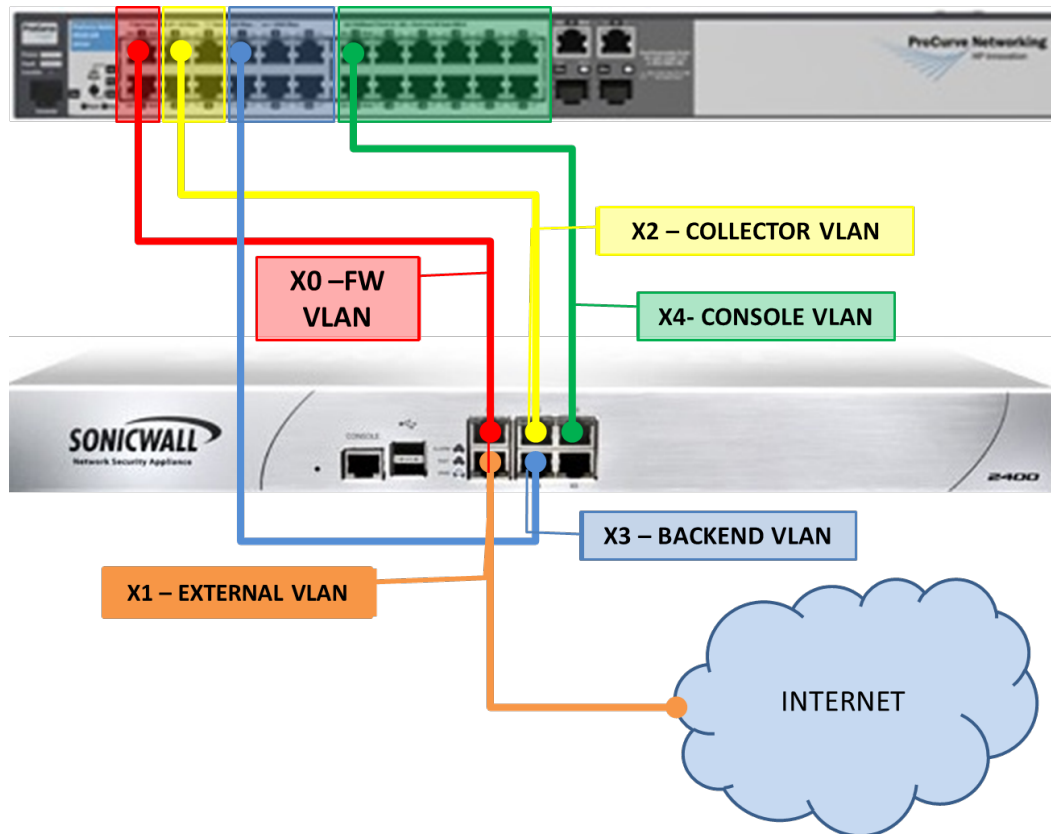 ProCurve Networking
HP Innovation
X2 – COLLECTOR VLAN
X0 –FW
VLAN
X4- CONSOLE VLAN
SONICWALL
Network Security Appliance
CONSOLE
2400
X3 – BACKEND VLAN
X1 – EXTERNAL VLAN
INTERNET